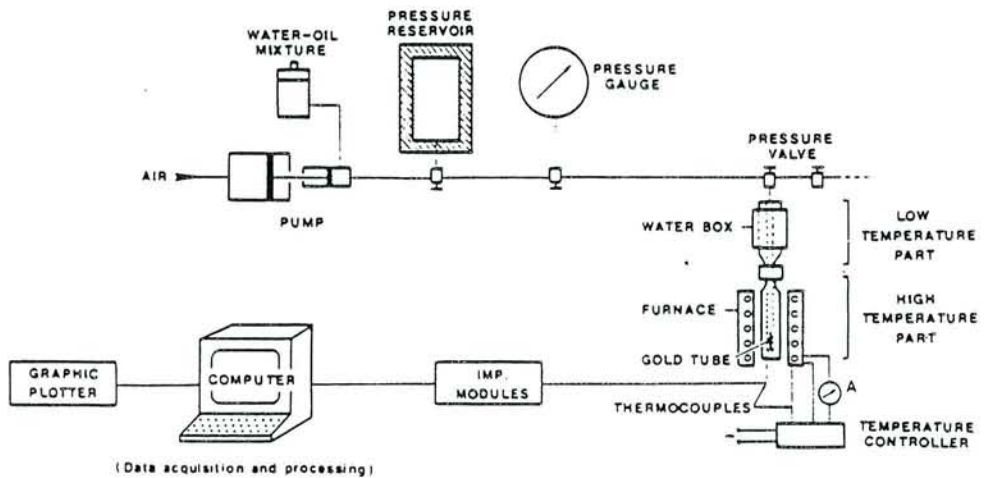 PRESSURE
RESERVOIR
WATER-OIL
MIXTURE
PRESSURE
GAUGE
PRESSURE
VALVE
AIR
PUMP
WATER BOX
LOW
TEMPERATURE
PART
FURNACE
HIGH
TEMPERATURE
PART
GOLD TUBE
GRAPHIC
PLOTTER
COMPUTER
IMP.
MODULES
A
THERMOCOUPLES
~
TEMPERATURE
CONTROLLER
(Data acquisition and processing)